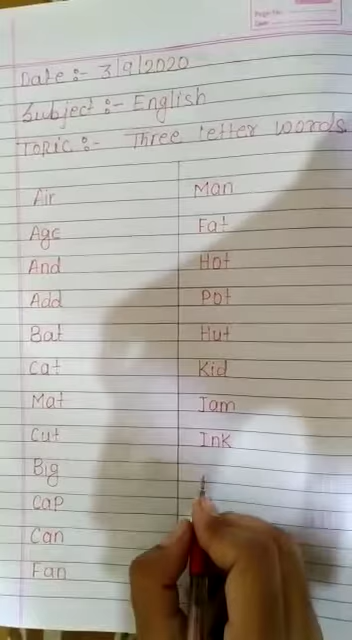 Date :- 3/9/2020
Subject :- English
Topic :- Three letter words
Air
Age
And
Add
Bat
Cat
Mat
Cut
Big
Cap
Can
Fan
Man
Fat
Hot
Pot
Hut
Kid
Jam
Ink